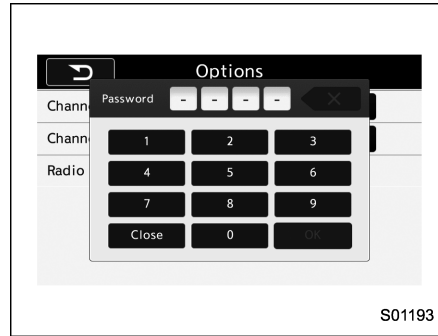 Options
Password - - - -
Chann
Chann
Radio
1 2 3
4 5 6
7 8 9
Close 0 OK
S01193